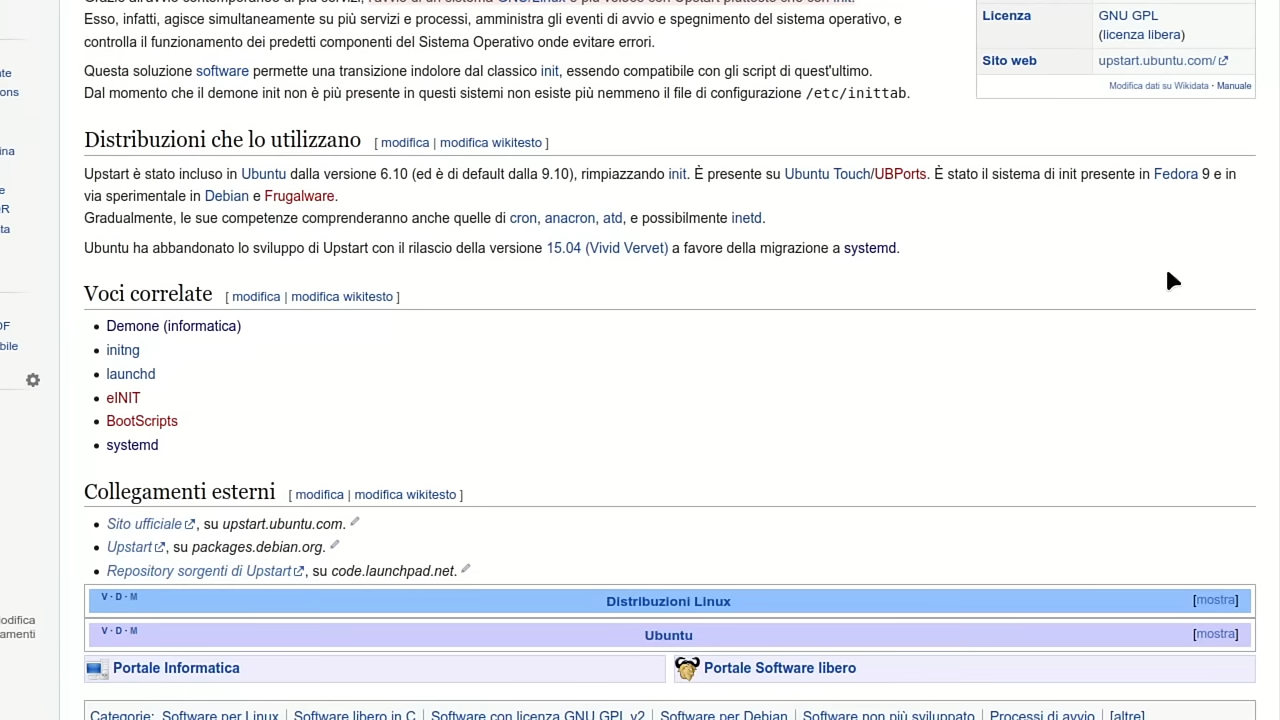 Esso, infatti, agisce simultaneamente su più servizi e processi, amministra gli eventi di avvio e spegnimento del sistema operativo, e
controlla il funzionamento dei predetti componenti del Sistema Operativo onde evitare errori.
Questa soluzione software permette una transizione indolore dal classico init, essendo compatibile con gli script di quest'ultimo.
Dal momento che il demone init non è più presente in questi sistemi non esiste più nemmeno il file di configurazione /etc/inittab.
Licenza GNU GPL
(licenza libera)
Sito web upstart.ubuntu.com/
Modifica dati su Wikidata · Manuale
Distribuzioni che lo utilizzano [ modifica | modifica wikitesto ]
Upstart è stato incluso in Ubuntu dalla versione 6.10 (ed è di default dalla 9.10), rimpiazzando init. È presente su Ubuntu Touch/UBPorts. È stato il sistema di init presente in Fedora 9 e in
via sperimentale in Debian e Frugalware.
Gradualmente, le sue competenze comprenderanno anche quelle di cron, anacron, atd, e possibilmente inetd.
Ubuntu ha abbandonato lo sviluppo di Upstart con il rilascio della versione 15.04 (Vivid Vervet) a favore della migrazione a systemd.
Voci correlate [ modifica | modifica wikitesto ]
Demone (informatica)
initng
launchd
eINIT
BootScripts
systemd
Collegamenti esterni [ modifica | modifica wikitesto ]
Sito ufficiale, su upstart.ubuntu.com.
Upstart, su packages.debian.org.
Repository sorgenti di Upstart, su code.launchpad.net.
V · D · M Distribuzioni Linux [mostra]
V · D · M Ubuntu [mostra]
Portale Informatica Portale Software libero
Categorie: Software per Linux | Software libero in C | Software con licenza GNU GPL v2 | Software per Debian | Software non più sviluppato | Processi di avvio | [altre]